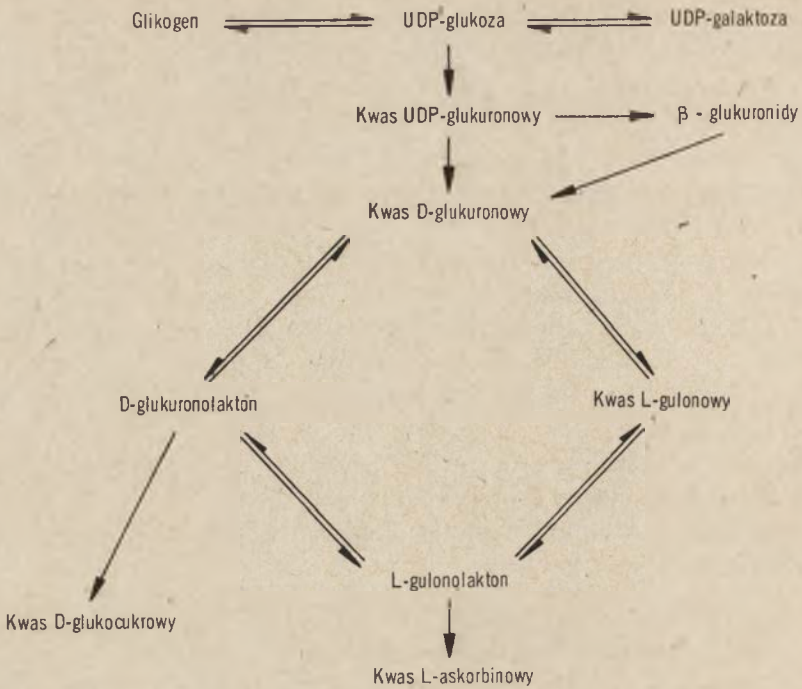 Glikogen UDP-glukoza UDP-galaktoza
Kwas UDP-glukuronowy β - glukuronidy
Kwas D-glukuronowy
D-glukuronolakton Kwas L-gulonowy
L-gulonolakton
Kwas D-glukocukrowy
Kwas L-askorbinowy